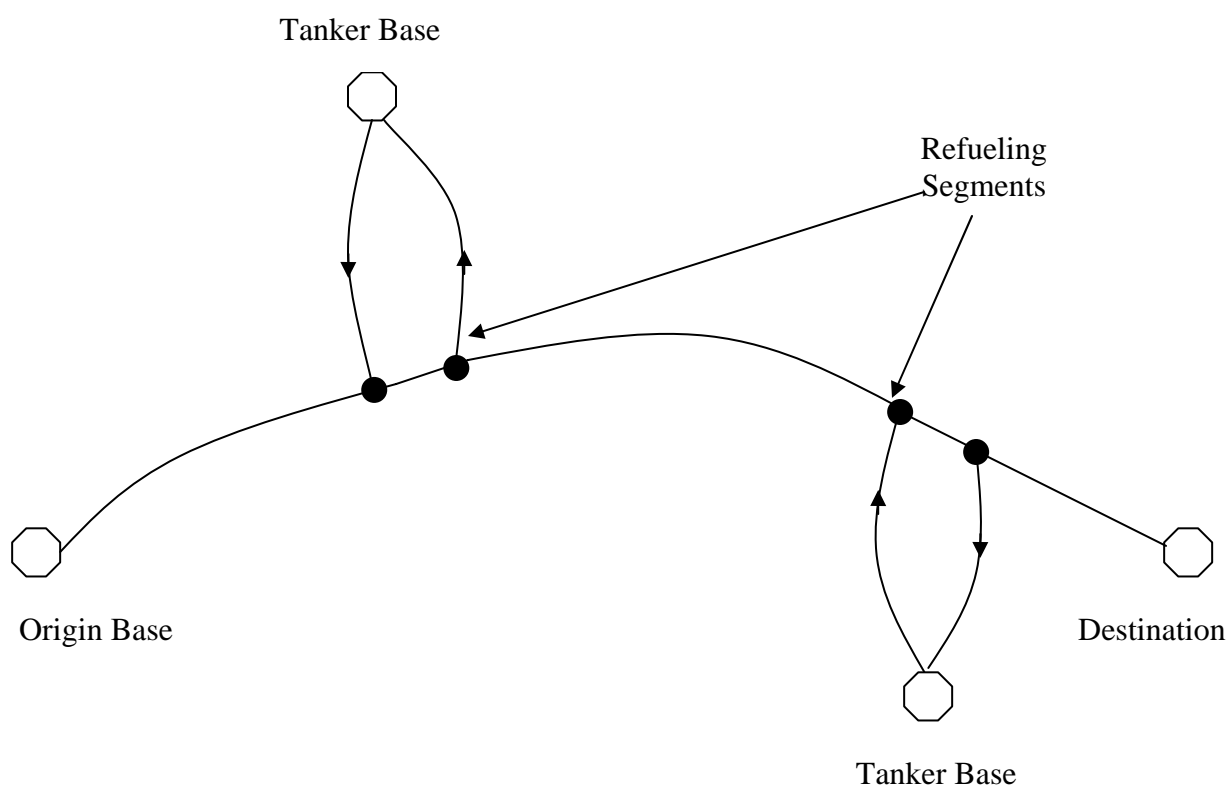 Tanker Base
Refueling
Segments
Origin Base
Destination
Tanker Base